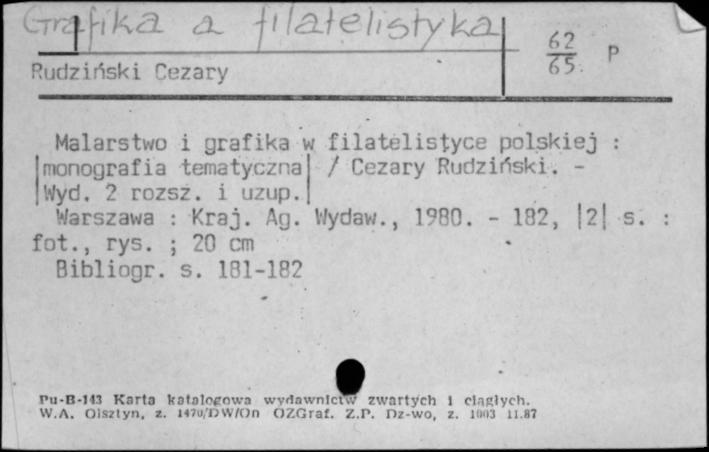 Grafika a filatelistyka
62
65
P
Rudziński Cezary
Malarstwo i grafika w filatelistyce polskiej :
|monografia tematyczna| / Cezary Rudziński. -
|Wyd. 2 rozsz. i uzup.|
Warszawa : Kraj. Ag. Wydaw., 1980. - 182, |2| s. :
fot., rys. ; 20 cm
Bibliogr. s. 181-182
Pu-B-143 Karta katalogowa wydawnictw zwartych i ciągłych.
W.A. Olsztyn, z. 1470/DW/On OZGraf. Z.P. Dz-wo, z. 1003 11.87